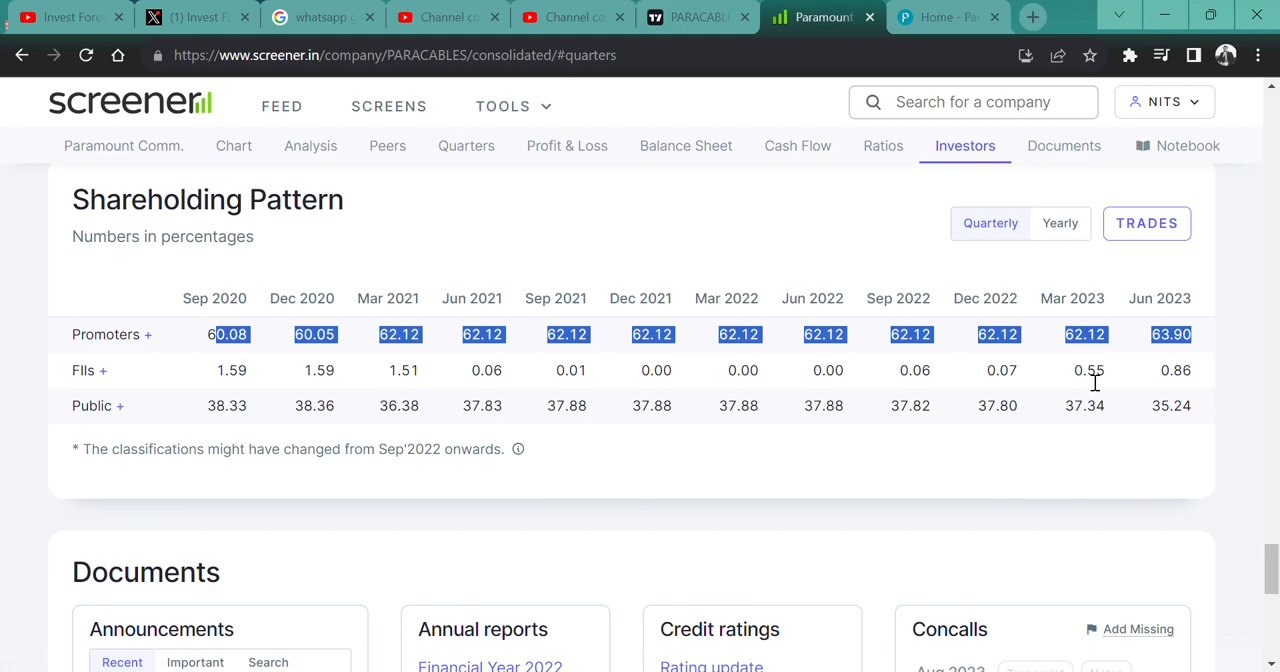 Invest Fore
(1) Invest F
whatsapp g
Channel co
Channel co
PARACABL
Paramount
Home - Pa
https://www.screener.in/company/PARACABLES/consolidated/#quarters
screener
FEED SCREENS TOOLS
Search for a company
NITS
Paramount Comm. Chart Analysis Peers Quarters Profit & Loss Balance Sheet Cash Flow Ratios Investors Documents Notebook
Shareholding Pattern
Numbers in percentages
Quarterly Yearly TRADES
Sep 2020 Dec 2020 Mar 2021 Jun 2021 Sep 2021 Dec 2021 Mar 2022 Jun 2022 Sep 2022 Dec 2022 Mar 2023 Jun 2023
Promoters + 60.08 60.05 62.12 62.12 62.12 62.12 62.12 62.12 62.12 62.12 62.12 63.90
FIIs + 1.59 1.59 1.51 0.06 0.01 0.00 0.00 0.00 0.06 0.07 0.55 0.86
Public + 38.33 38.36 36.38 37.83 37.88 37.88 37.88 37.88 37.82 37.80 37.34 35.24
* The classifications might have changed from Sep'2022 onwards.
Documents
Announcements
Recent Important Search
Annual reports
Financial Year 2022
Credit ratings
Rating update
Concalls
Add Missing
Aug 2023 Transcript Notes